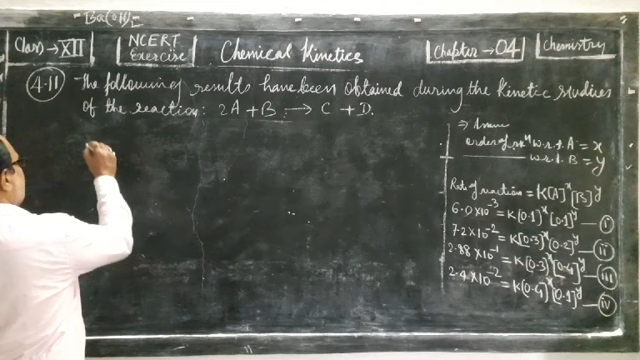 Ba(OH)
Class → XII
NCERT
Exercise
Chemical Kinetics
Chapter → 04
Chemistry
4.11 The following results have been obtained during the Kinetic studies
of the reaction: 2A + B → C + D.
⇒ Assume
order of rxⁿ w.r.t. A = x
w.r.t. B = y
Rate of reaction = K[A]ˣ[B]ʸ
6.0×10⁻³ = K[0.1]ˣ[0.1]ʸ — i
7.2×10⁻² = K[0.3]ˣ[0.2]ʸ — ii
2.88×10⁻¹ = K[0.3]ˣ[0.4]ʸ — iii
2.4×10⁻² = K[0.4]ˣ[0.1]ʸ — iv